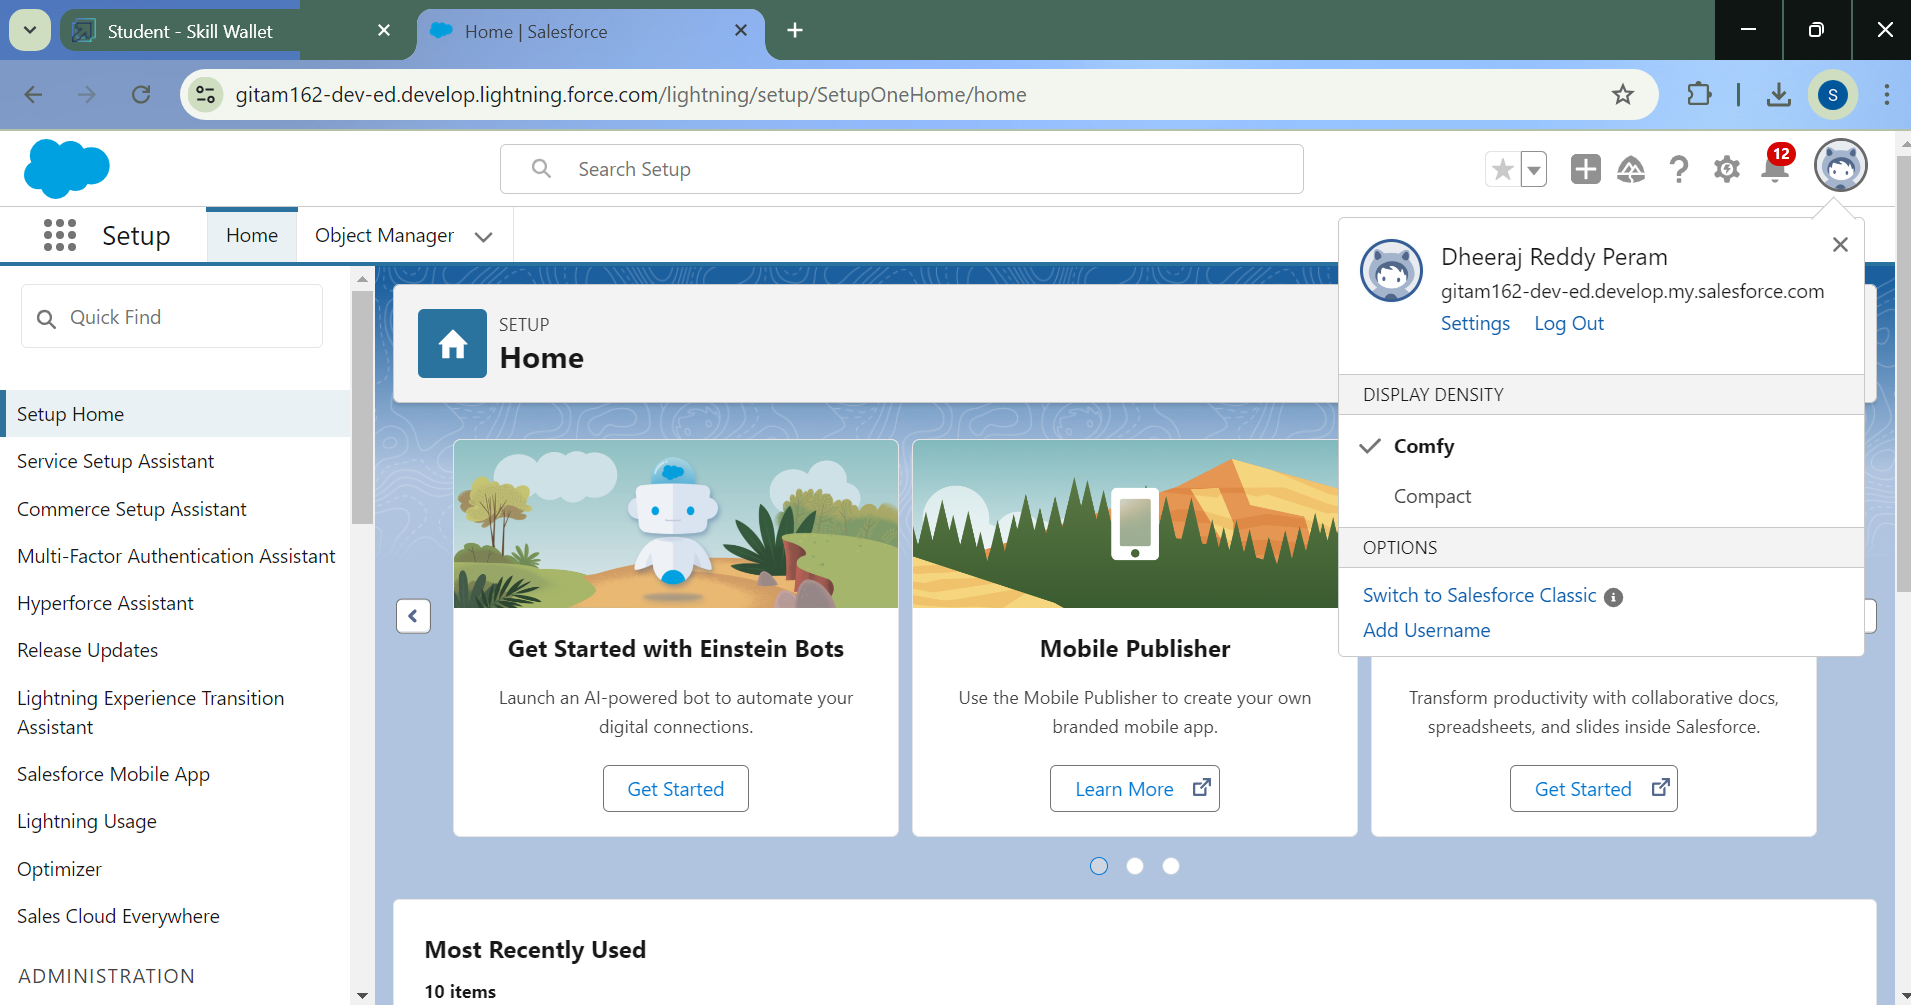 Student - Skill Wallet
Home | Salesforce
gitam162-dev-ed.develop.lightning.force.com/lightning/setup/SetupOneHome/home
S
Search Setup
12
Setup
Home
Object Manager
Dheeraj Reddy Peram
gitam162-dev-ed.develop.my.salesforce.com
Settings
Log Out
DISPLAY DENSITY
Comfy
Compact
OPTIONS
Switch to Salesforce Classic
Add Username
Quick Find
Setup Home
Service Setup Assistant
Commerce Setup Assistant
Multi-Factor Authentication Assistant
Hyperforce Assistant
Release Updates
Lightning Experience Transition
Assistant
Salesforce Mobile App
Lightning Usage
Optimizer
Sales Cloud Everywhere
ADMINISTRATION
SETUP
Home
Get Started with Einstein Bots
Launch an AI-powered bot to automate your
digital connections.
Get Started
Mobile Publisher
Use the Mobile Publisher to create your own
branded mobile app.
Learn More
Transform productivity with collaborative docs,
spreadsheets, and slides inside Salesforce.
Get Started
Most Recently Used
10 items